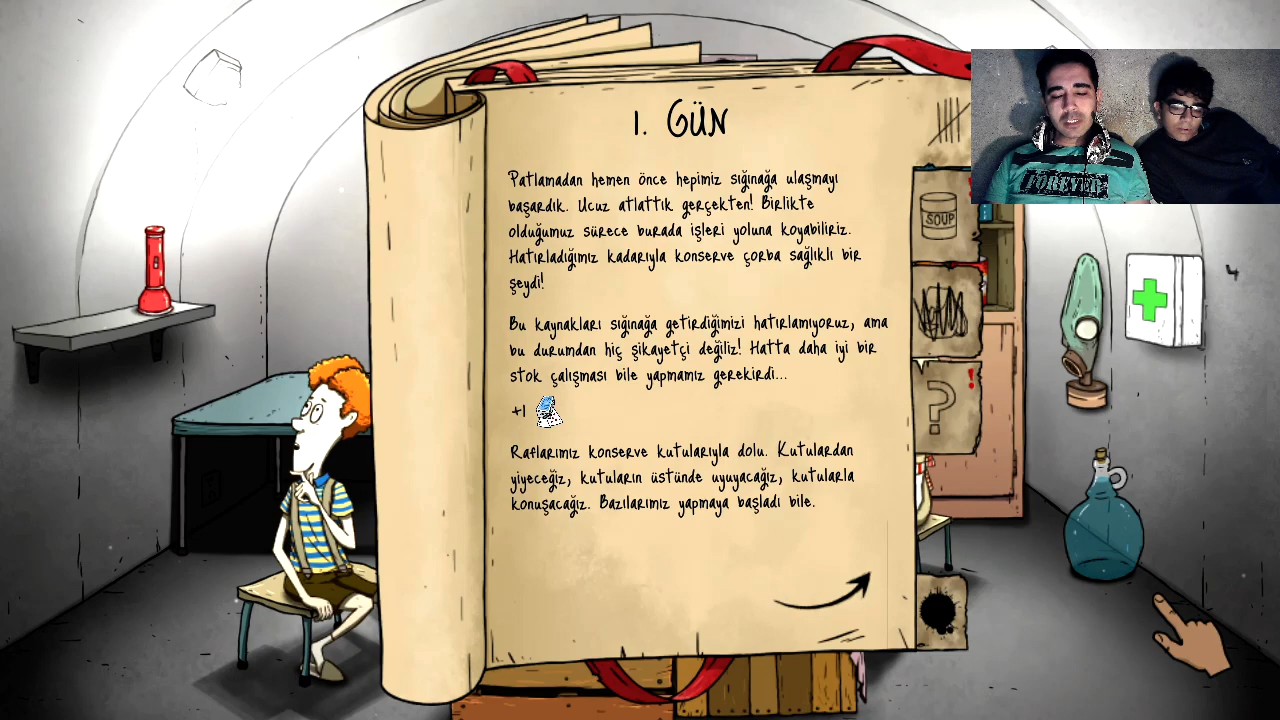 1. GÜN
Patlamadan hemen önce hepimiz sığınağa ulaşmayı
başardık. Ucuz atlattık gerçekten! Birlikte
olduğumuz sürece burada işleri yoluna koyabiliriz.
Hatırladığımız kadarıyla konserve çorba sağlıklı bir
şeydi!
Bu kaynakları sığınağa getirdiğimizi hatırlamıyoruz, ama
bu durumdan hiç şikayetçi değiliz! Hatta daha iyi bir
stok çalışması bile yapmamız gerekirdi...
+1
Raflarımız konserve kutularıyla dolu. Kutulardan
yiyeceğiz, kutuların üstünde uyuyacağız, kutularla
konuşacağız. Bazılarımız yapmaya başladı bile.
SOUP
?
!
FOREVER